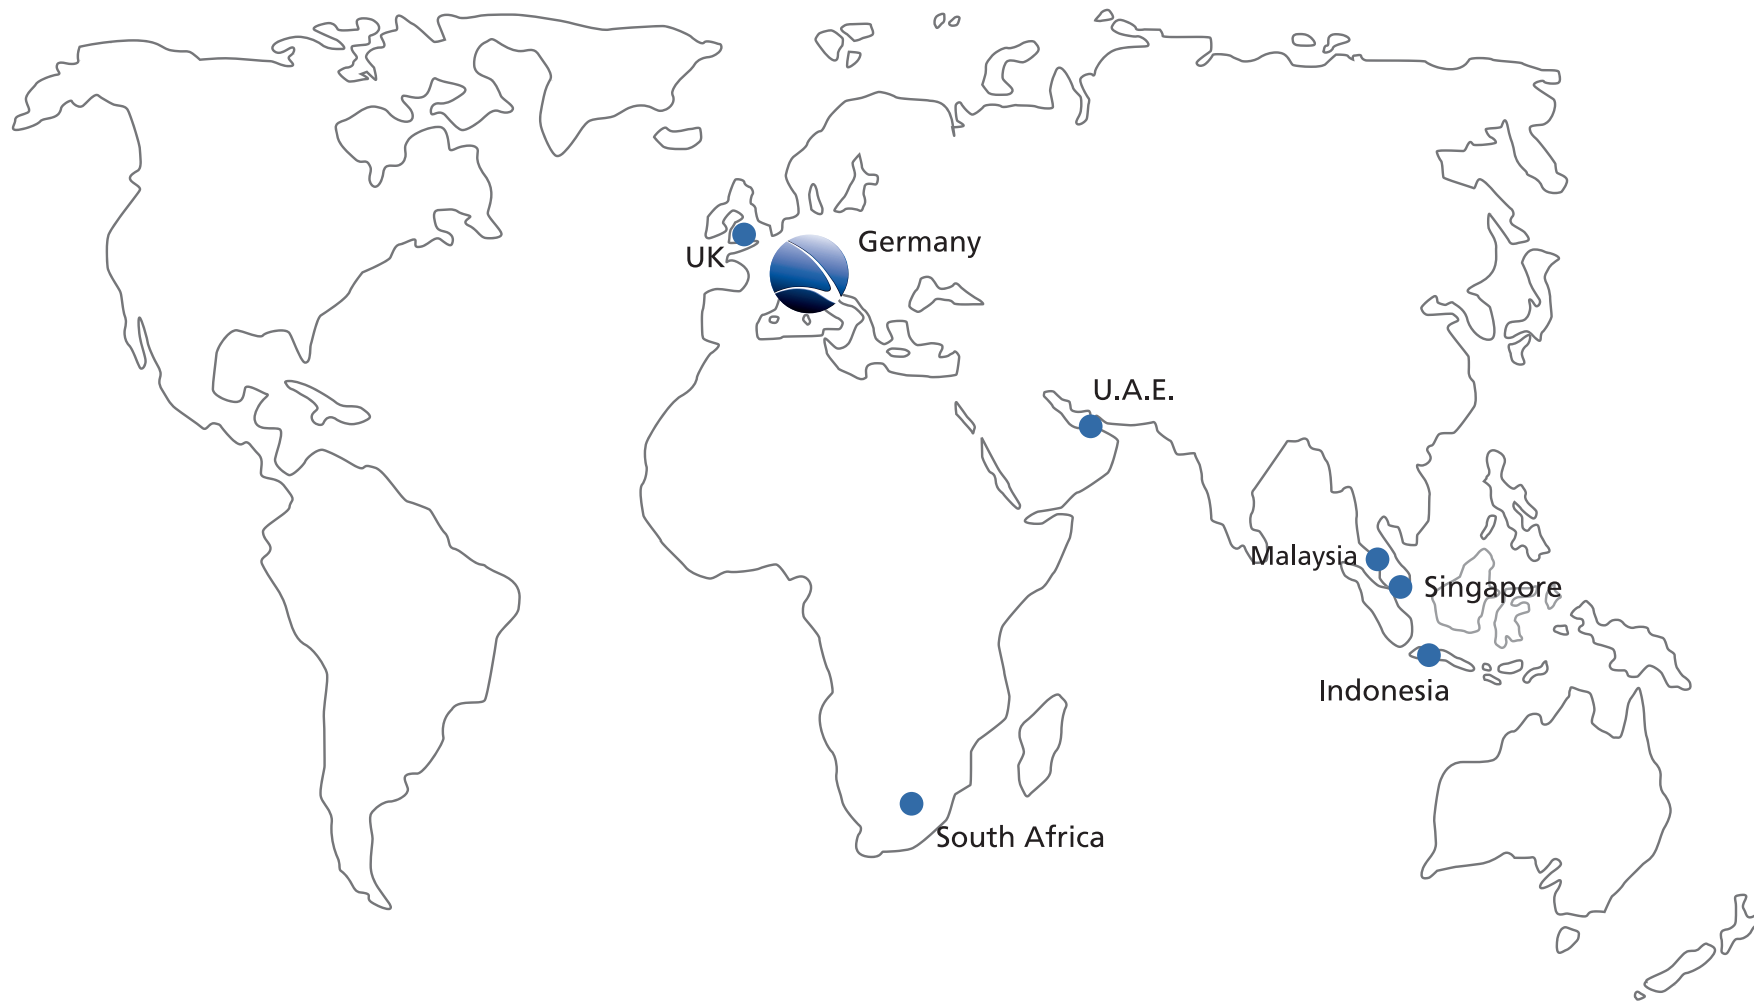 Germany
UK
U.A.E.
Malaysia
Singapore
Indonesia
South Africa